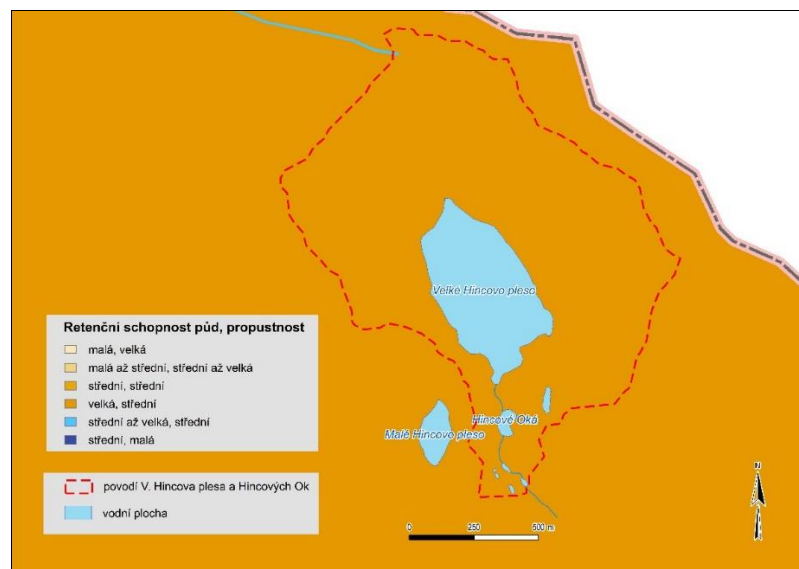 Velké Hincovo pleso
Hincové Oká
Malé Hincovo pleso
Retenční schopnost půd, propustnost
malá, velká
malá až střední, střední až velká
střední, střední
velká, střední
střední až velká, střední
střední, malá
povodí V. Hincova plesa a Hincových Ok
vodní plocha
N
0 250 500 m